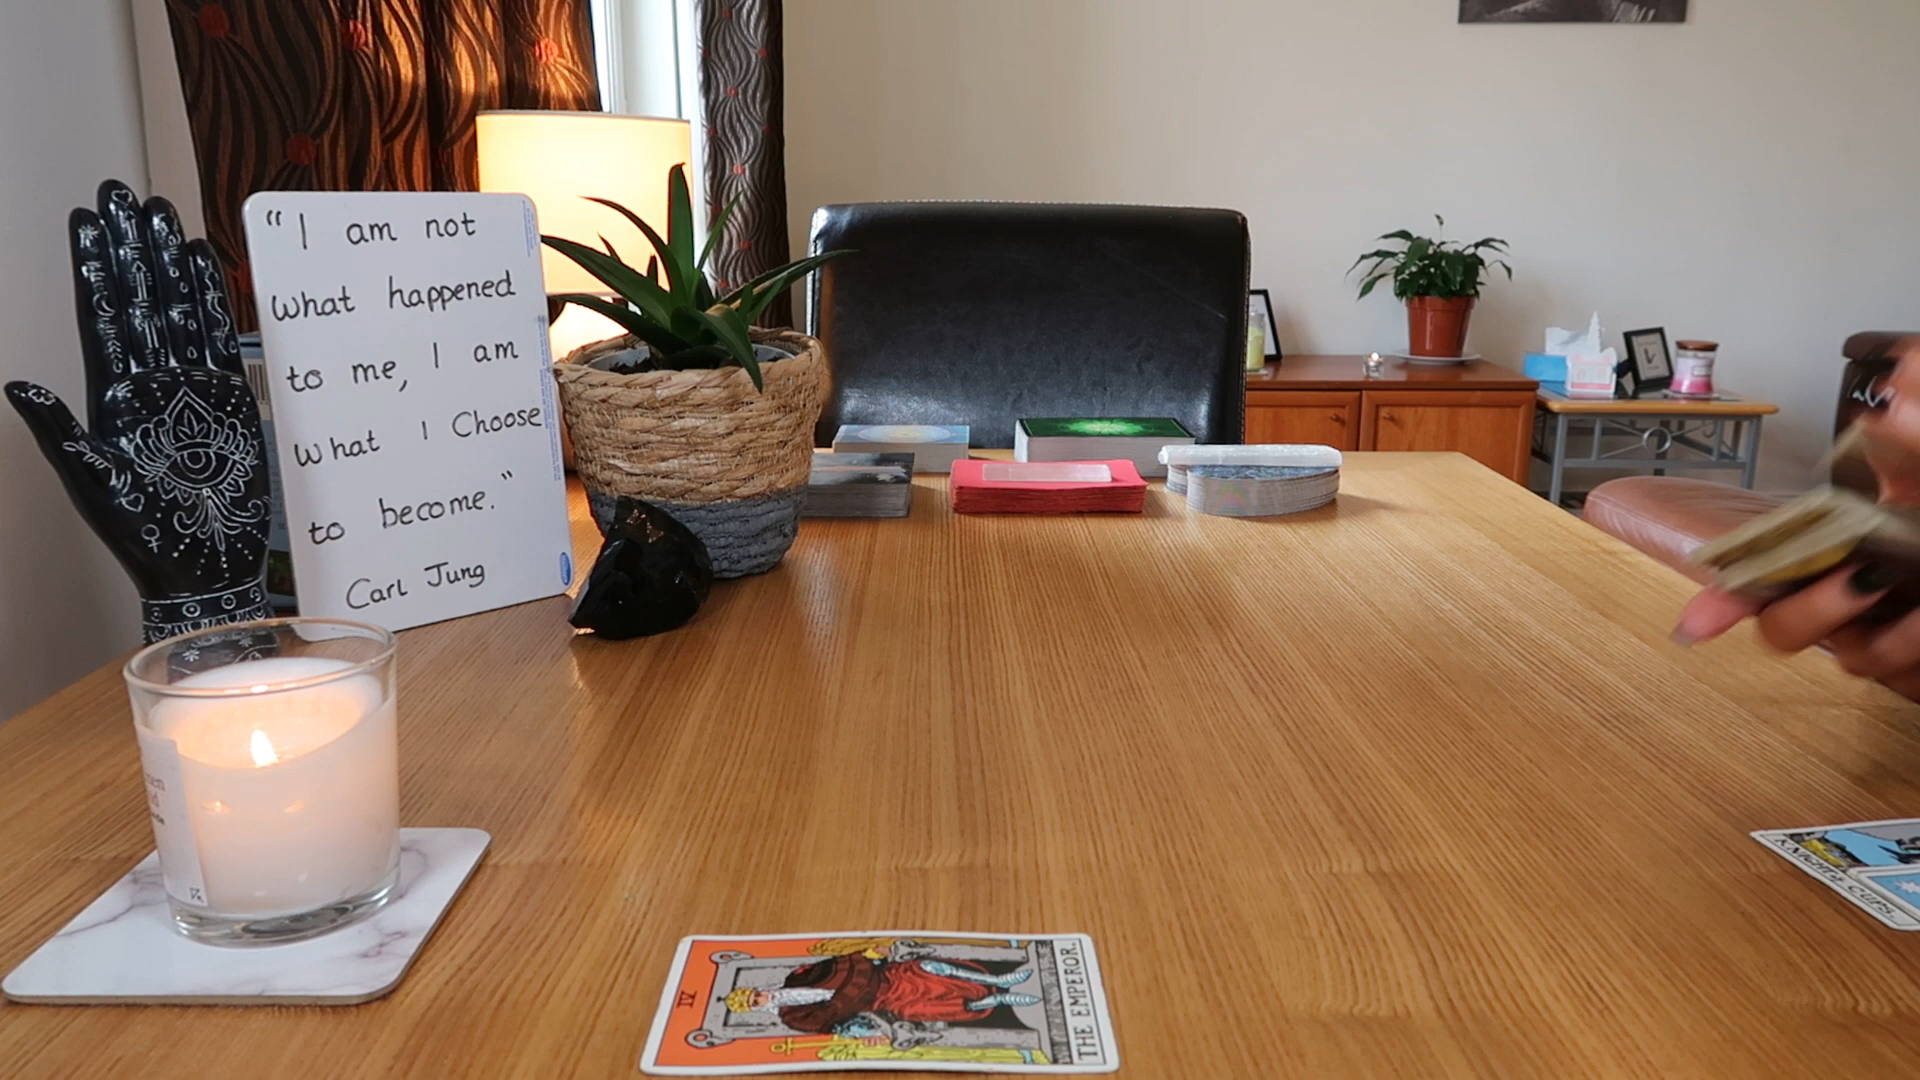 “ I am not
what happened
to me, I am
what I Choose
to become.”
Carl Jung
IV
THE EMPEROR.
KNIGHT of CUPS.